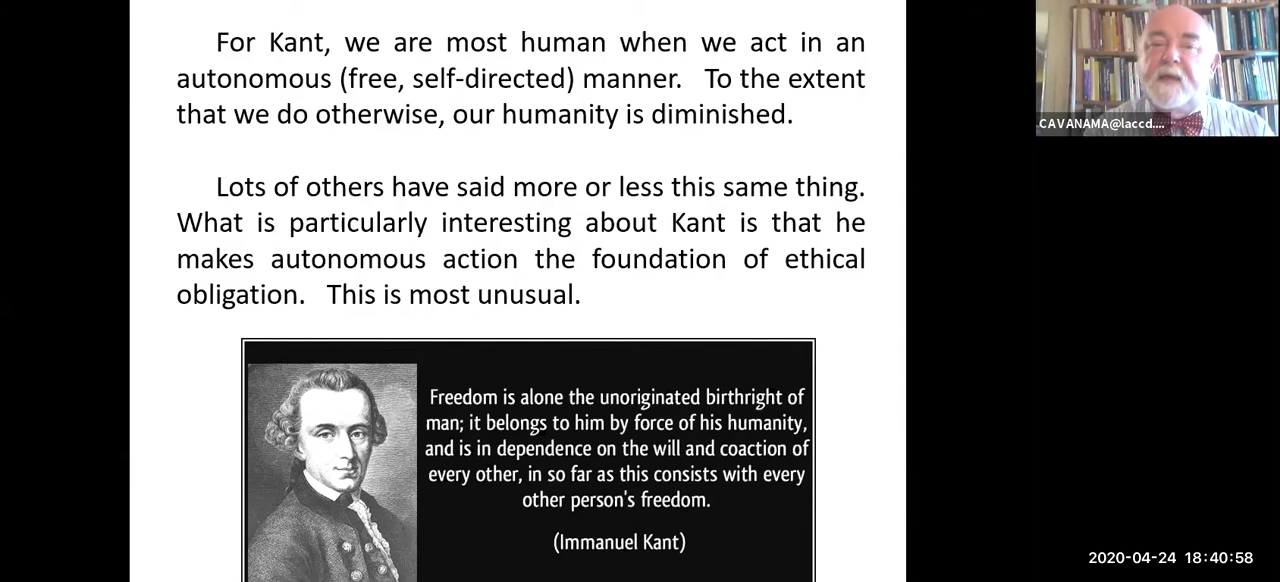 For Kant, we are most human when we act in an
autonomous (free, self-directed) manner. To the extent
that we do otherwise, our humanity is diminished.
Lots of others have said more or less this same thing.
What is particularly interesting about Kant is that he
makes autonomous action the foundation of ethical
obligation. This is most unusual.
Freedom is alone the unoriginated birthright of
man; it belongs to him by force of his humanity,
and is in dependence on the will and coaction of
every other, in so far as this consists with every
other person's freedom.
(Immanuel Kant)
CAVANAMA@laccd....
2020-04-24 18:40:58